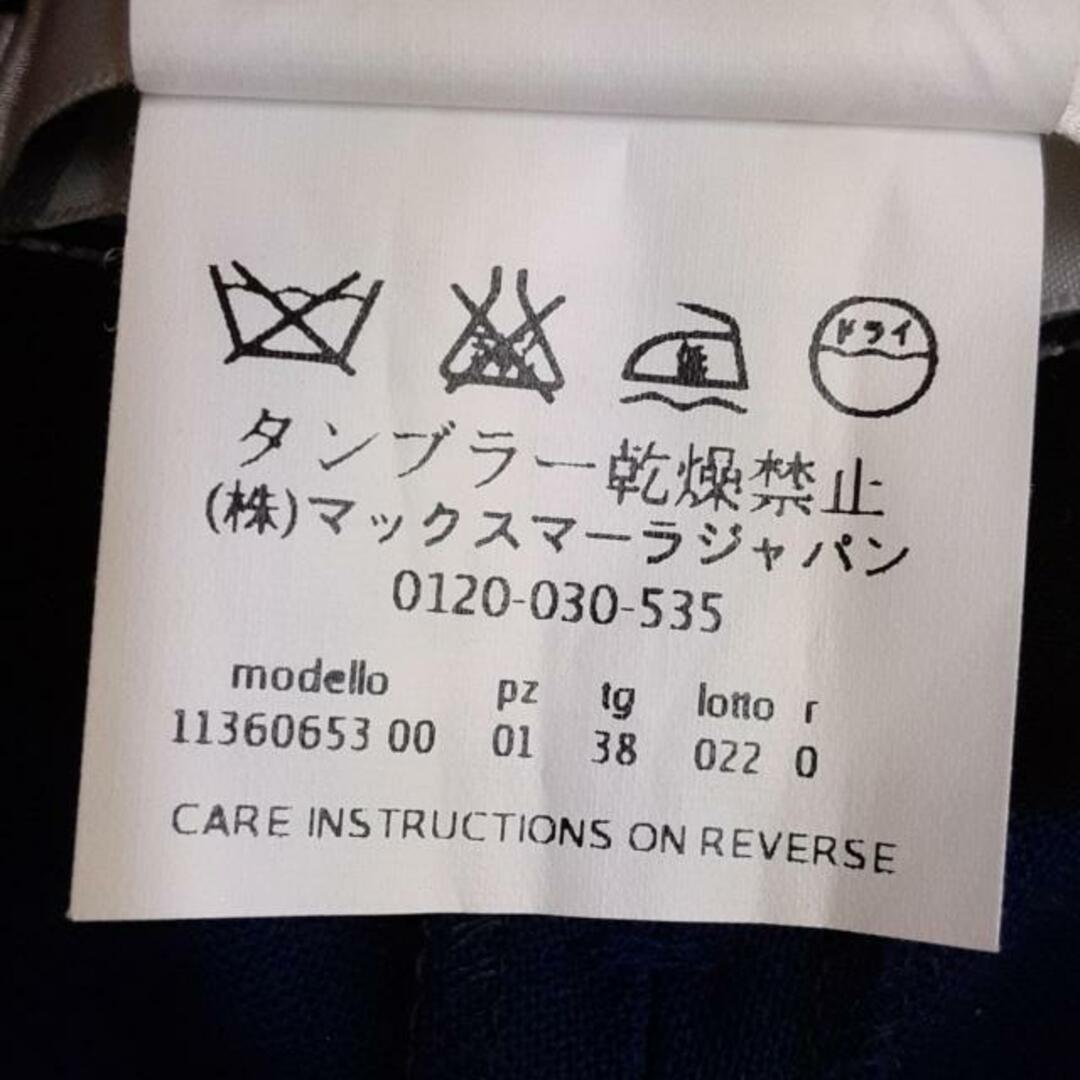 ドライ
タンブラー乾燥禁止
(株)マックスマーラジャパン
0120-030-535
modello pz tg lotto r
11360653 00 01 38 022 0
CARE INSTRUCTIONS ON REVERSE